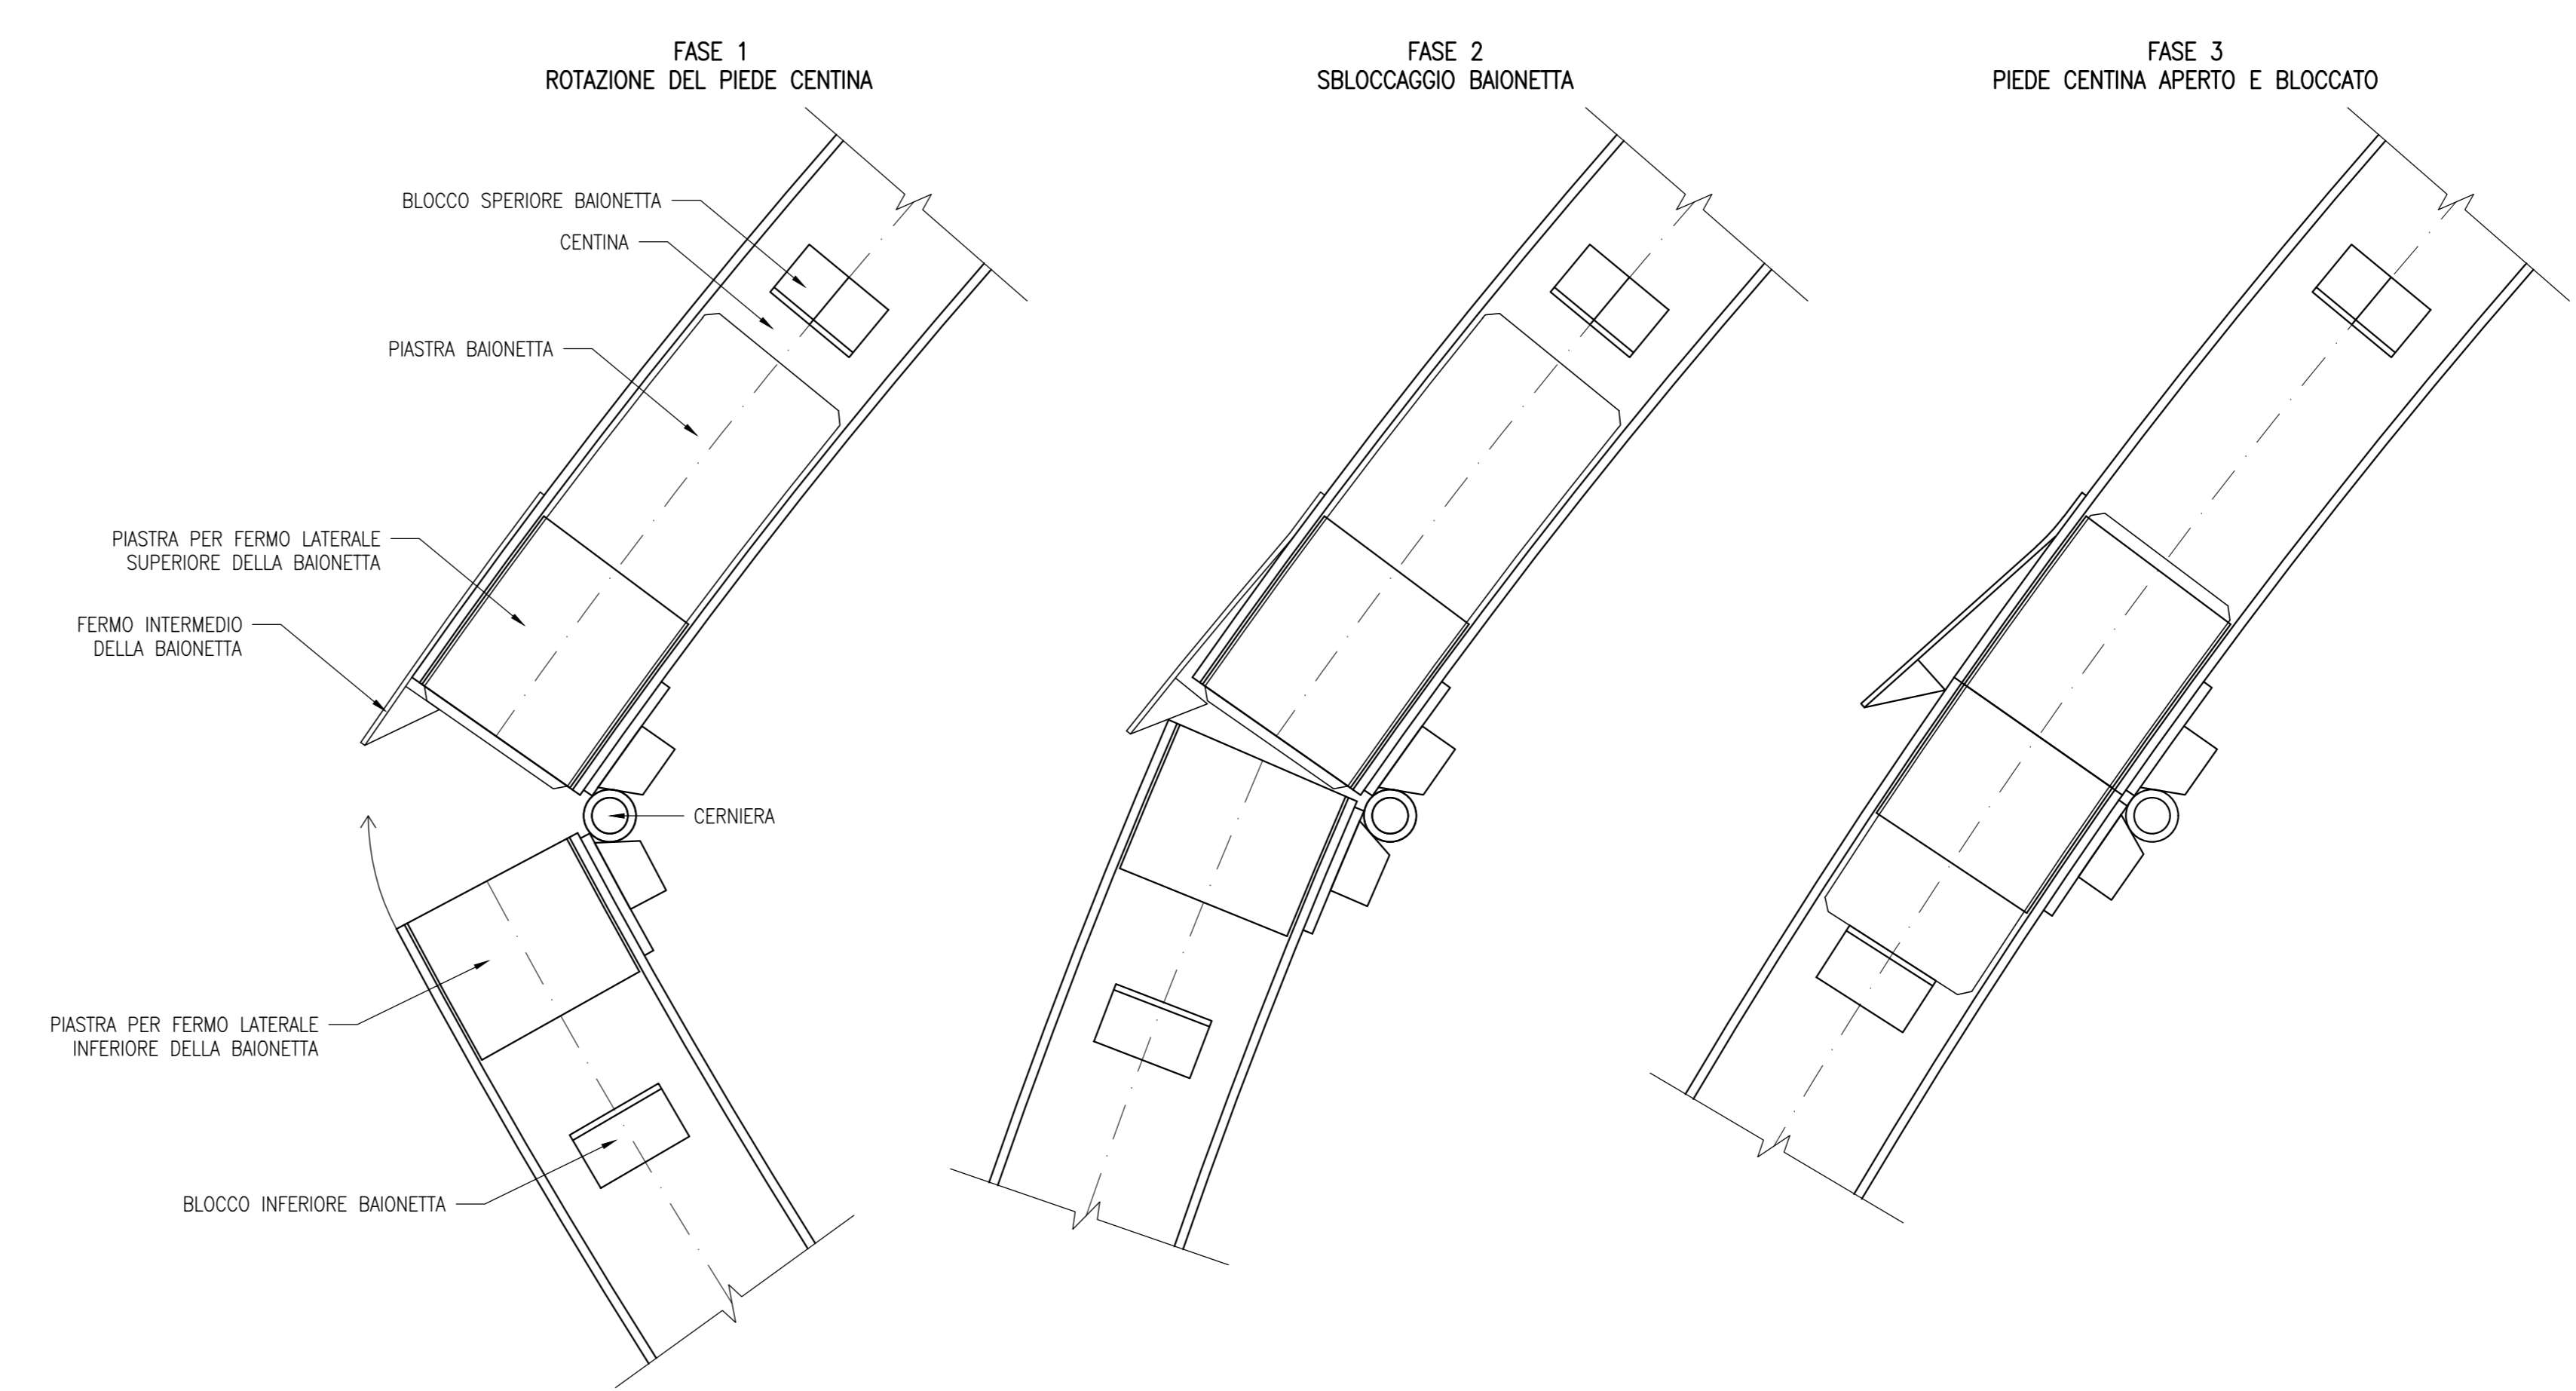 FASE 1
ROTAZIONE DEL PIEDE CENTINA
FASE 2
SBLOCCAGGIO BAIONETTA
FASE 3
PIEDE CENTINA APERTO E BLOCCATO
BLOCCO SPERIORE BAIONETTA
CENTINA
PIASTRA BAIONETTA
PIASTRA PER FERMO LATERALE
SUPERIORE DELLA BAIONETTA
FERMO INTERMEDIO
DELLA BAIONETTA
CERNIERA
PIASTRA PER FERMO LATERALE
INFERIORE DELLA BAIONETTA
BLOCCO INFERIORE BAIONETTA